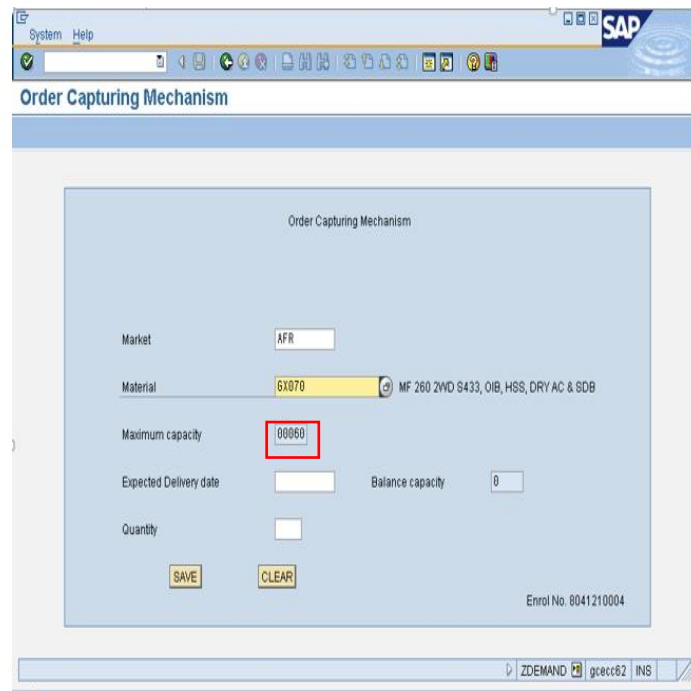 System Help
SAP
Order Capturing Mechanism
Order Capturing Mechanism
Market AFR
Material GX070 MF 260 2WD S433, OIB, HSS, DRY AC & SDB
Maximum capacity 00060
Expected Delivery date Balance capacity 0
Quantity
SAVE CLEAR
Enrol No. 8041210004
ZDEMAND gcecc62 INS